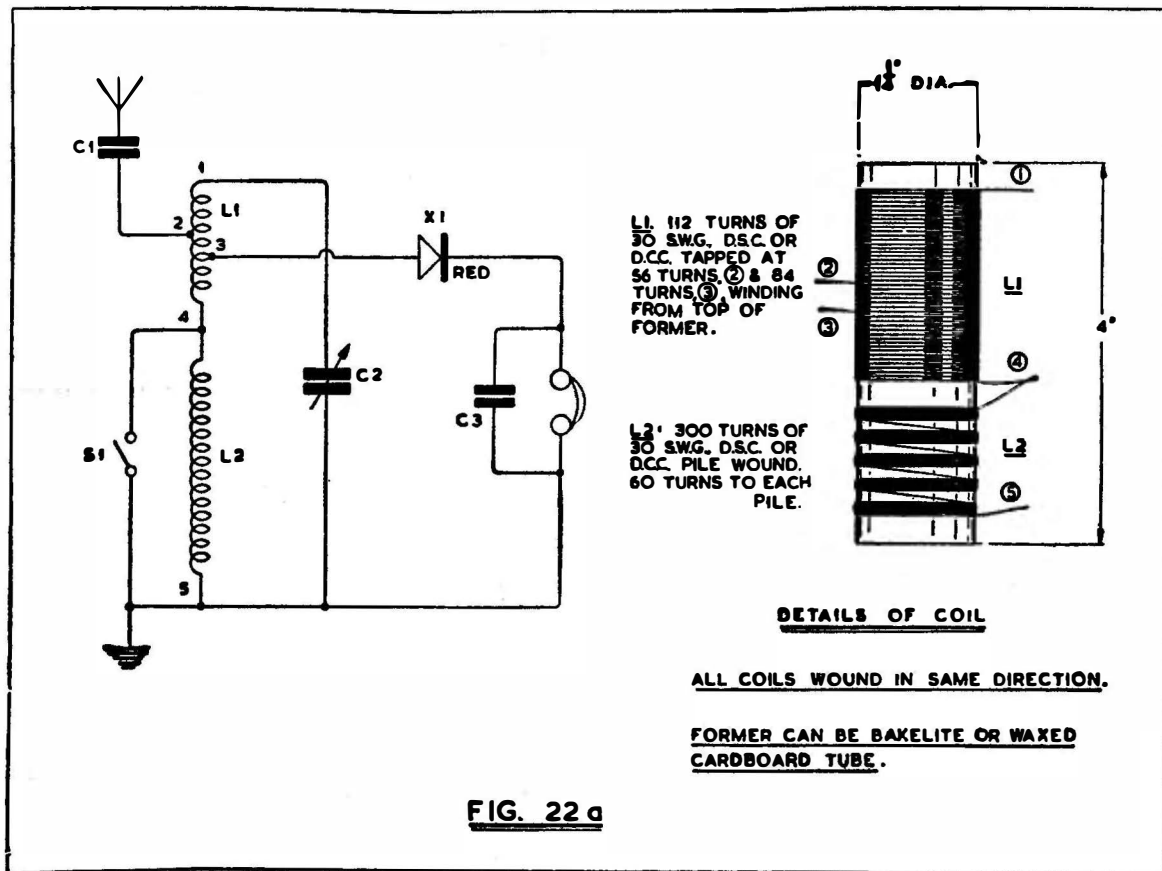 C1
1
L1
2
3
X1
RED
4
C2
C3
S1
L2
5
DIA.
L1. 112 TURNS OF
30 S.W.G., D.S.C. OR
D.C.C. TAPPED AT
56 TURNS, ② & 84
TURNS, ③, WINDING
FROM TOP OF
FORMER.
①
②
③
L1
4"
④
L2: 300 TURNS OF
30 S.W.G., D.S.C. OR
D.C.C. PILE WOUND.
60 TURNS TO EACH
PILE.
L2
⑤
DETAILS OF COIL
ALL COILS WOUND IN SAME DIRECTION.
FORMER CAN BE BAKELITE OR WAXED
CARDBOARD TUBE.
FIG. 22a